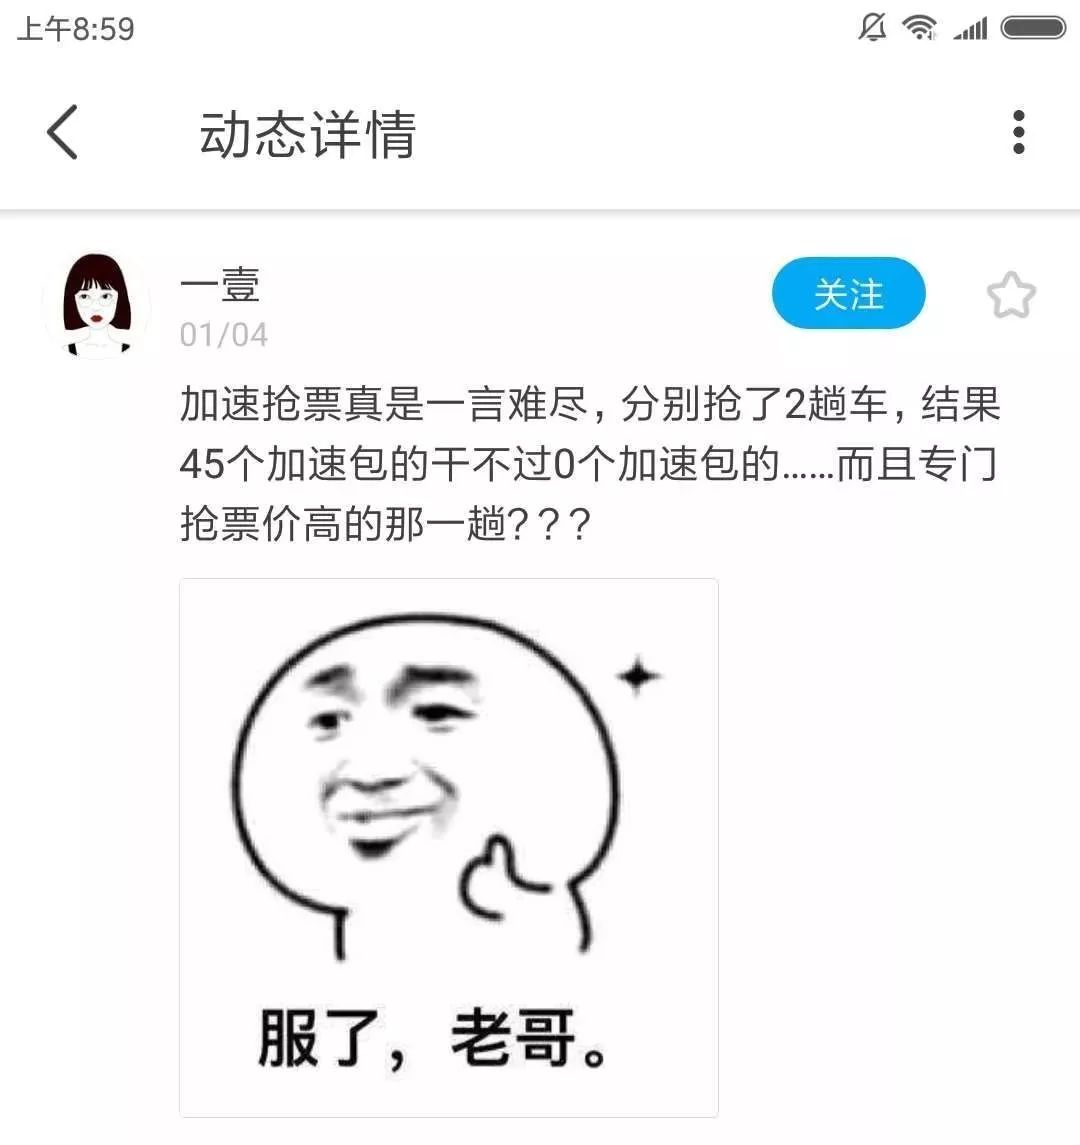 上午8:59
动态详情
一壹
关注
01/04
加速抢票真是一言难尽，分别抢了2趟车，结果
45个加速包的干不过0个加速包的……而且专门
抢票价高的那一趟？？？
服了，老哥。